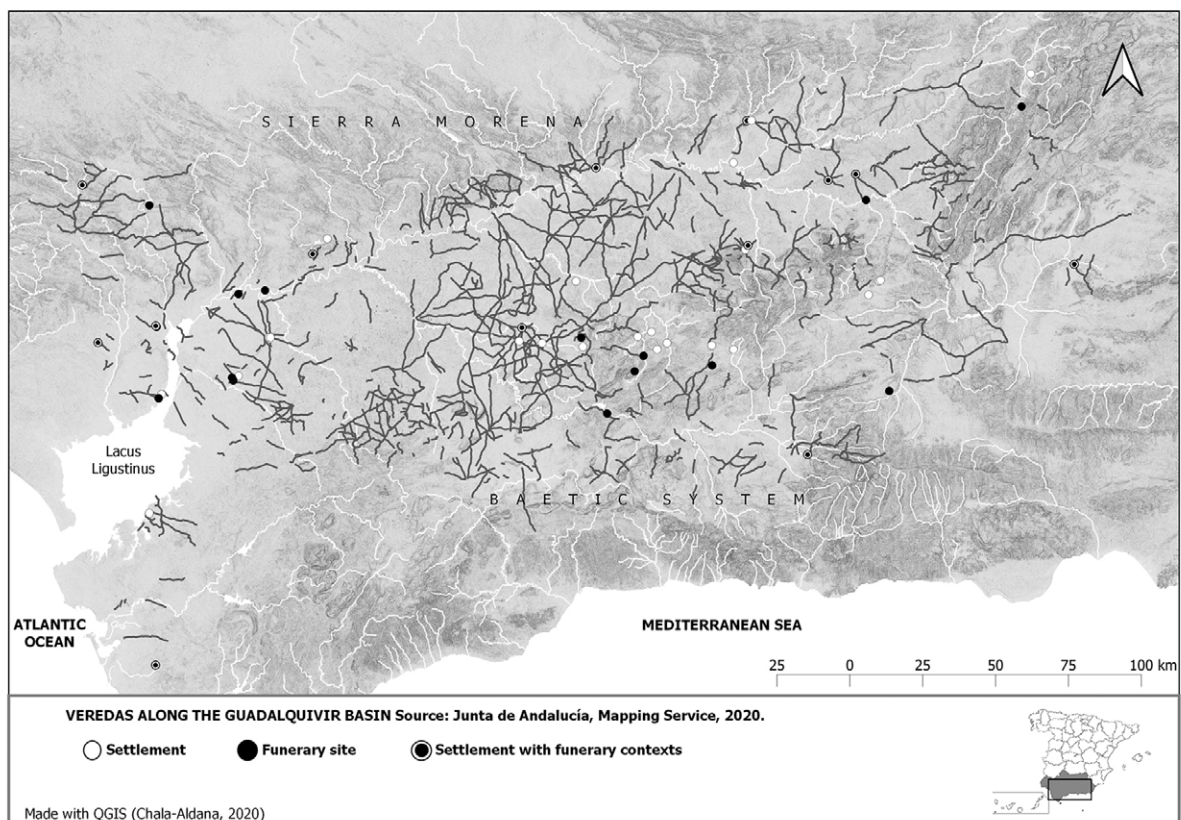 SIERRA MORENA
Lacus
Ligustinus
BAETIC SYSTEM
ATLANTIC
OCEAN
MEDITERRANEAN SEA
25 0 25 50 75 100 km
VEREDAS ALONG THE GUADALQUIVIR BASIN Source: Junta de Andalucía, Mapping Service, 2020.
Settlement Funerary site Settlement with funerary contexts
Made with QGIS (Chala-Aldana, 2020)